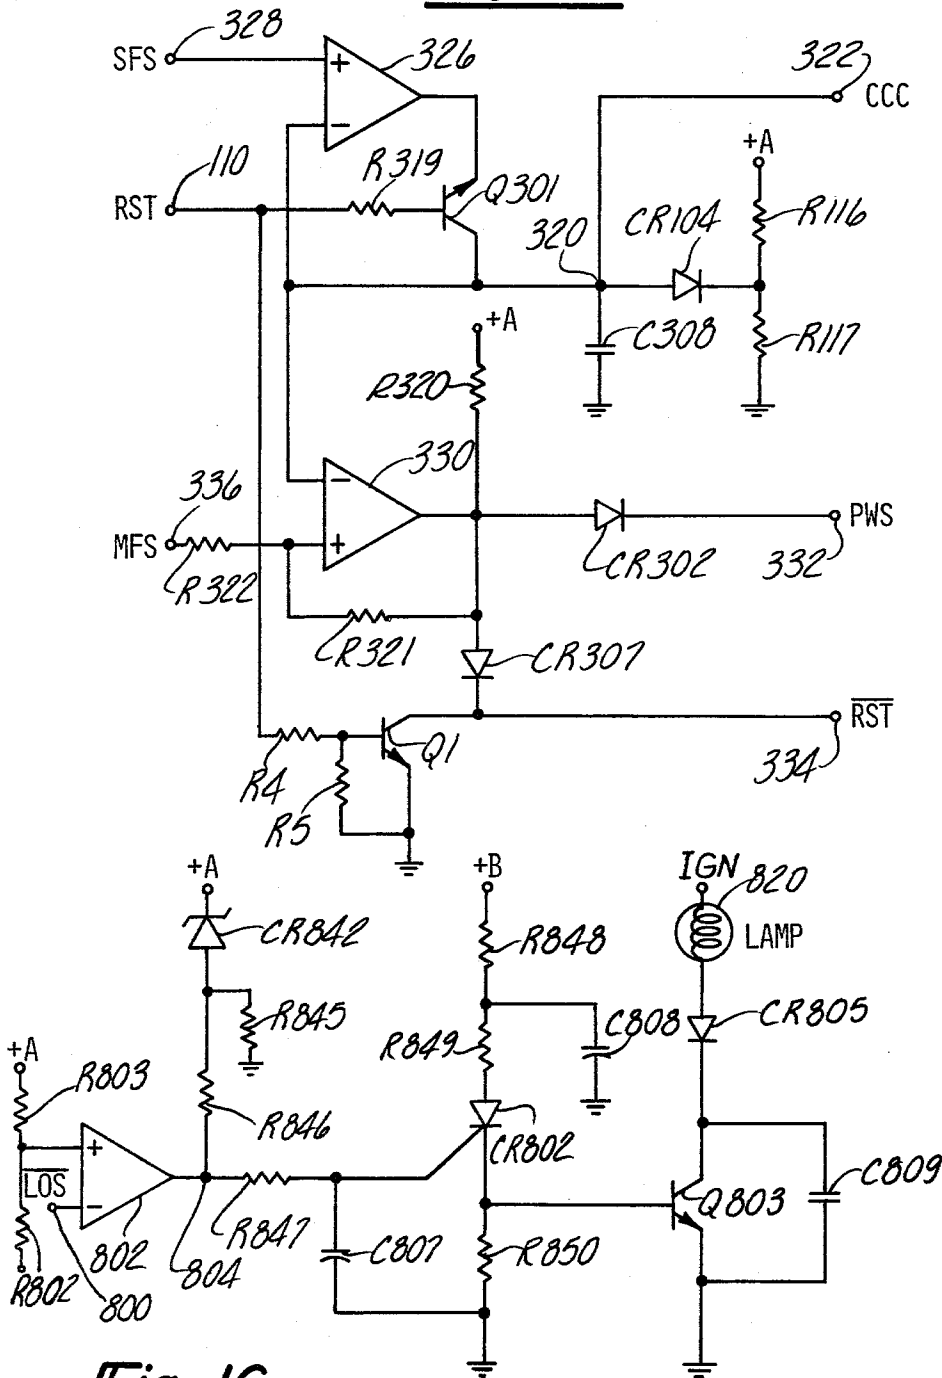 328
SFS
326
322
CCC
110
R319
+A
RST
Q301
320
CR104
R116
+A
C308
R117
R320
336
330
PWS
MFS
R322
CR302
332
R321
CR307
RST
Q1
334
R4
R5
+A
+B
IGN
820
CR842
R848
LAMP
R845
C808
CR805
+A
R849
R803
R846
CR802
C809
LOS
Q803
R847
C807
R850
802
804
R802
800
Fig. 16